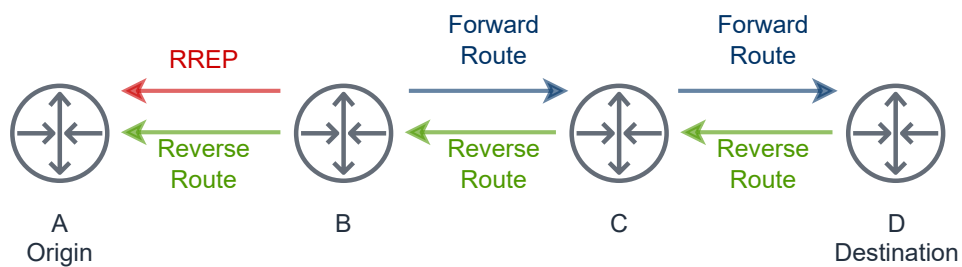 Forward
Route
Forward
Route
RREP
Reverse
Route
Reverse
Route
Reverse
Route
A
Origin
B
C
D
Destination